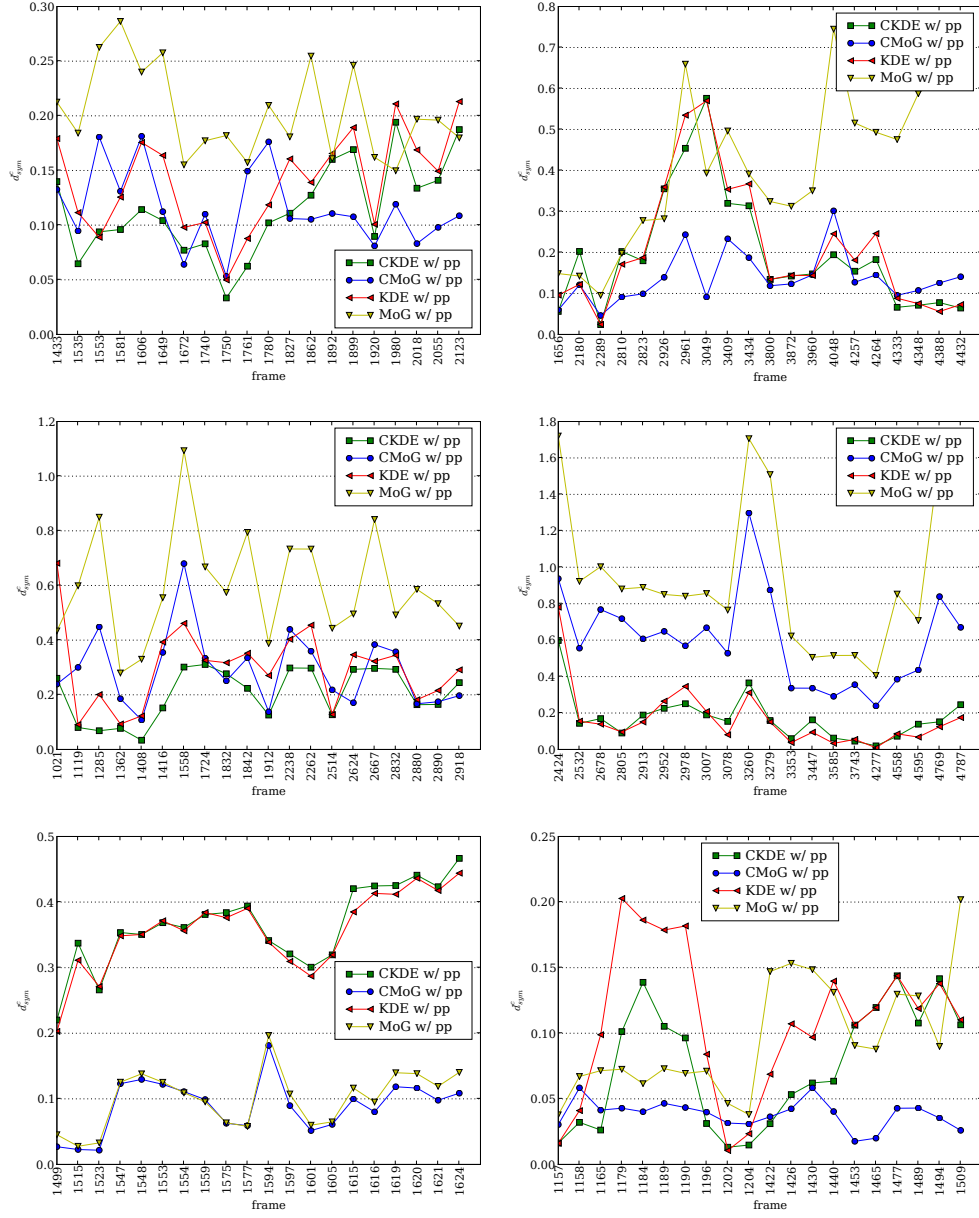 0.30
0.25
0.20
0.15
0.10
0.05
0.00
d^c_sym
CKDE w/ pp
CMoG w/ pp
KDE w/ pp
MoG w/ pp
1435 1535 1553 1581 1606 1649 1672 1740 1750 1761 1780 1827 1862 1892 1899 1920 1980 2018 2055 2123
frame
0.8
0.7
0.6
0.5
0.4
0.3
0.2
0.1
0.0
d^c_sym
CKDE w/ pp
CMoG w/ pp
KDE w/ pp
MoG w/ pp
1656 2180 2289 2810 2823 2926 2961 3049 3409 3434 3800 3872 3960 4048 4257 4264 4333 4348 4388 4432
frame
1.2
1.0
0.8
0.6
0.4
0.2
0.0
d^c_sym
CKDE w/ pp
CMoG w/ pp
KDE w/ pp
MoG w/ pp
1021 1119 1285 1362 1408 1416 1558 1724 1832 1842 1912 2238 2262 2514 2624 2667 2832 2880 2890 2918
frame
1.8
1.6
1.4
1.2
1.0
0.8
0.6
0.4
0.2
0.0
d^c_sym
CKDE w/ pp
CMoG w/ pp
KDE w/ pp
MoG w/ pp
2424 2532 2678 2805 2913 2952 2978 3007 3078 3260 3279 3353 3447 3585 3743 4277 4558 4595 4769 4787
frame
0.5
0.4
0.3
0.2
0.1
0.0
d^c_sym
CKDE w/ pp
CMoG w/ pp
KDE w/ pp
MoG w/ pp
1499 1515 1523 1547 1548 1553 1554 1559 1575 1577 1594 1597 1601 1605 1615 1616 1619 1620 1621 1624
frame
0.25
0.20
0.15
0.10
0.05
0.00
d^c_sym
CKDE w/ pp
CMoG w/ pp
KDE w/ pp
MoG w/ pp
1157 1158 1165 1179 1184 1189 1190 1196 1202 1204 1422 1426 1430 1440 1453 1465 1477 1489 1494 1509
frame